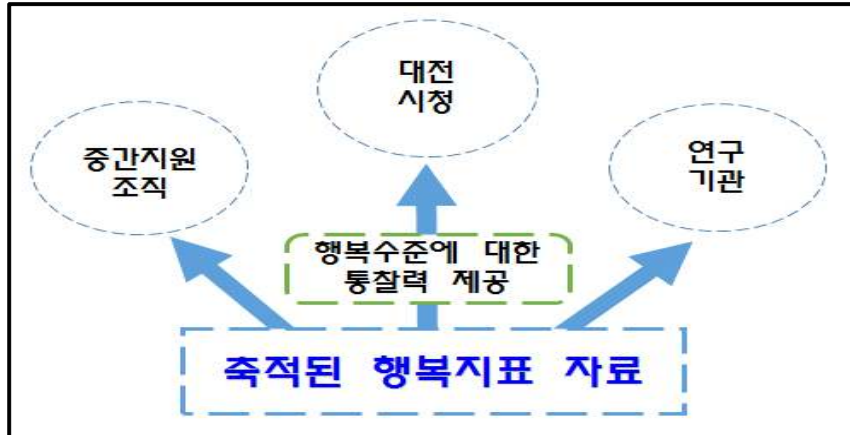 대전
시청
중간지원
조직
연구
기관
행복수준에 대한
통찰력 제공
축적된 행복지표 자료